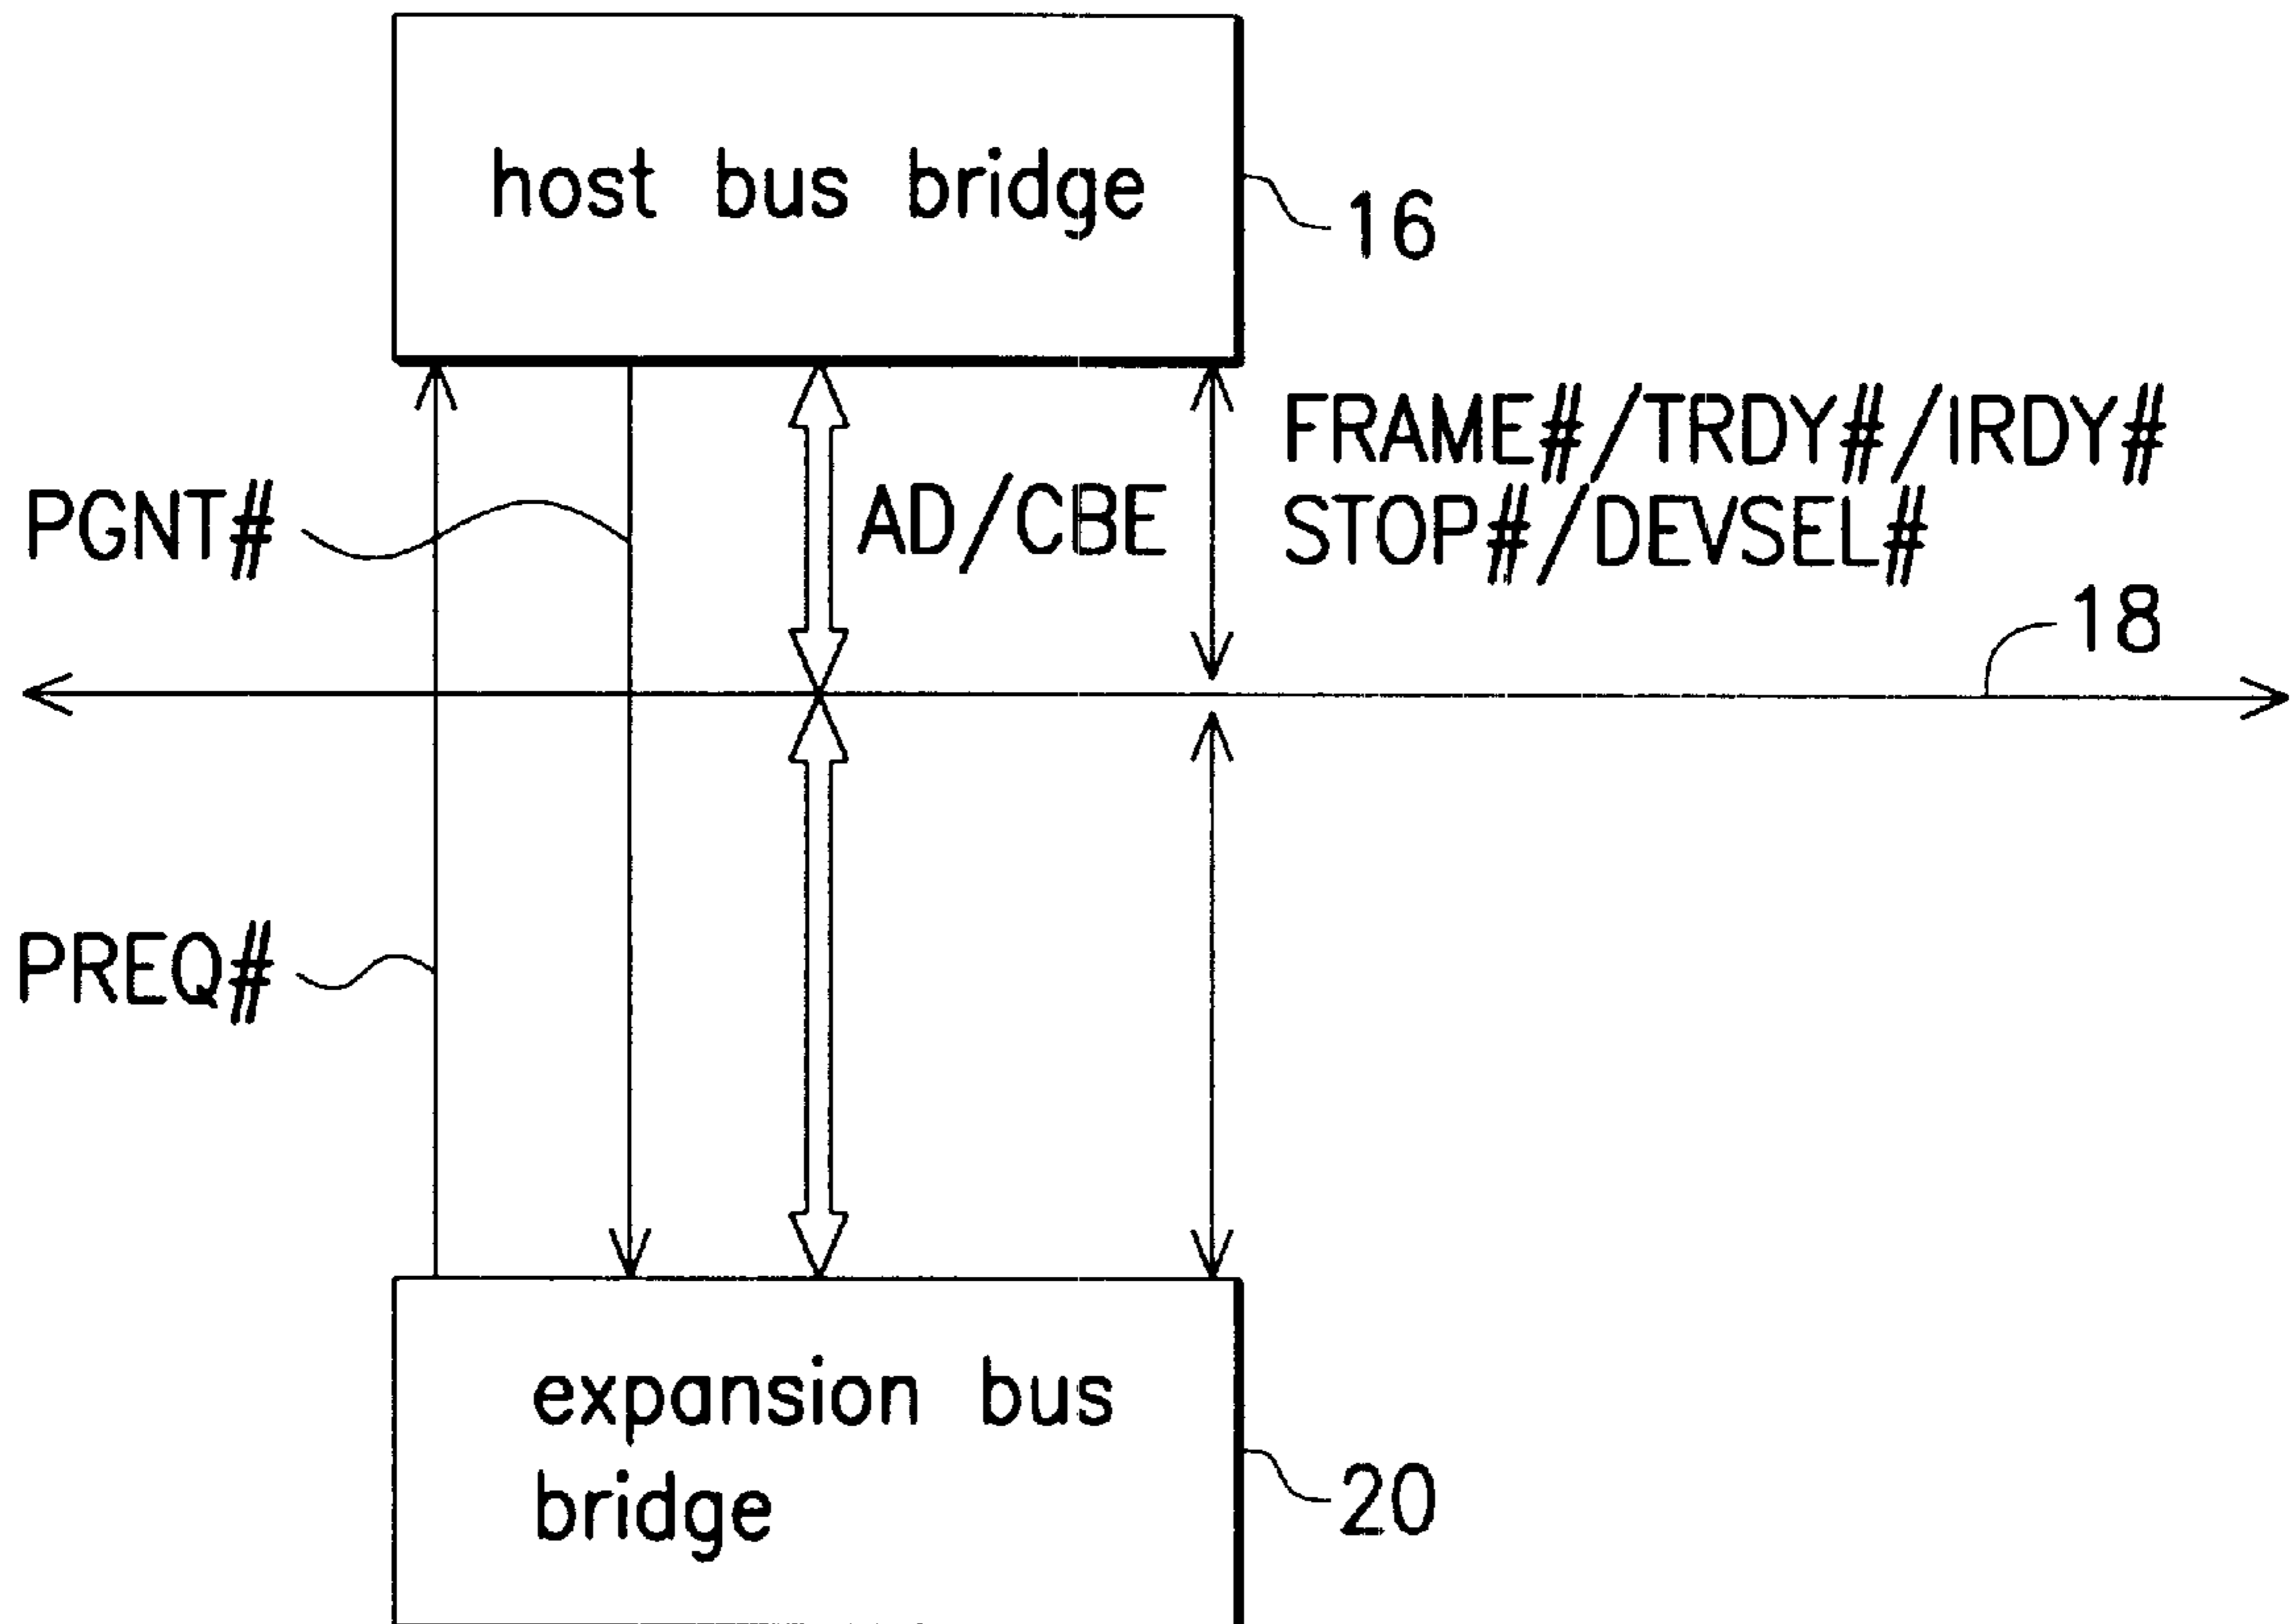 host bus bridge
16
FRAME#/TRDY#/IRDY#
PGNT#
AD/CBE
STOP#/DEVSEL#
18
PREQ#
expansion bus
bridge
20